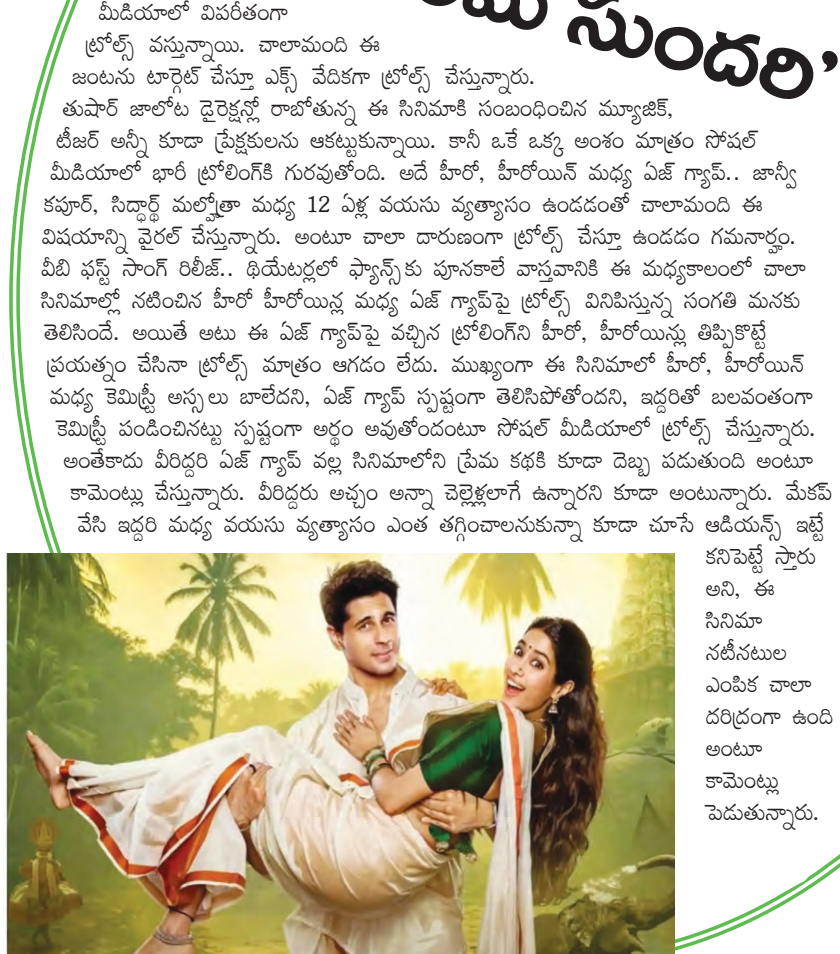 సుందరి'
మీడియాలో విపరీతంగా
ట్రోల్స్ వస్తున్నాయి. చాలామంది ఈ
జంటను టార్గెట్ చేస్తూ ఎక్స్ వేదికగా ట్రోల్స్ చేస్తున్నారు.
తుషార్ జాలోట డైరెక్షన్లో రాబోతున్న ఈ సినిమాకి సంబంధించిన మ్యూజిక్,
టీజర్ అన్నీ కూడా ప్రేక్షకులను ఆకట్టుకున్నాయి. కానీ ఒకే ఒక్క అంశం మాత్రం సోషల్
మీడియాలో భారీ ట్రోలింగ్‌కి గురవుతోంది. అదే హీరో, హీరోయిన్ మధ్య ఏజ్ గ్యాప్.. జాన్వీ
కపూర్, సిద్ధార్థ్ మల్హోత్రా మధ్య 12 ఏళ్ల వయసు వ్యత్యాసం ఉండడంతో చాలామంది ఈ
విషయాన్ని వైరల్ చేస్తున్నారు. అంటూ చాలా దారుణంగా ట్రోల్స్ చేస్తూ ఉండడం గమనార్హం.
వీబి ఫస్ట్ సాంగ్ రిలీజ్.. థియేటర్లలో ఫ్యాన్స్‌కు పూనకాలే వాస్తవానికి ఈ మధ్యకాలంలో చాలా
సినిమాల్లో నటించిన హీరో హీరోయిన్ల మధ్య ఏజ్ గ్యాప్‌పై ట్రోల్స్ వినిపిస్తున్న సంగతి మనకు
తెలిసిందే. అయితే అటు ఈ ఏజ్ గ్యాప్‌పై వచ్చిన ట్రోలింగ్‌ని హీరో, హీరోయిన్లు తిప్పికొట్టే
ప్రయత్నం చేసినా ట్రోల్స్ మాత్రం ఆగడం లేదు. ముఖ్యంగా ఈ సినిమాలో హీరో, హీరోయిన్
మధ్య కెమిస్ట్రీ అస్సలు బాలేదని, ఏజ్ గ్యాప్ స్పష్టంగా తెలిసిపోతోందని, ఇద్దరితో బలవంతంగా
కెమిస్ట్రీ పండించినట్టు స్పష్టంగా అర్థం అవుతోందంటూ సోషల్ మీడియాలో ట్రోల్స్ చేస్తున్నారు.
అంతేకాదు వీరిద్దరి ఏజ్ గ్యాప్ వల్ల సినిమాలోని ప్రేమ కథకి కూడా దెబ్బ పడుతుంది అంటూ
కామెంట్లు చేస్తున్నారు. వీరిద్దరు అచ్చం అన్నా చెల్లెళ్లలాగే ఉన్నారని కూడా అంటున్నారు. మేకప్
వేసి ఇద్దరి మధ్య వయసు వ్యత్యాసం ఎంత తగ్గించాలనుకున్నా కూడా చూసే ఆడియన్స్ ఇట్టే
కనిపెట్టే స్తారు
అని, ఈ
సినిమా
నటీనటుల
ఎంపిక చాలా
దరిద్రంగా ఉంది
అంటూ
కామెంట్లు
పెడుతున్నారు.